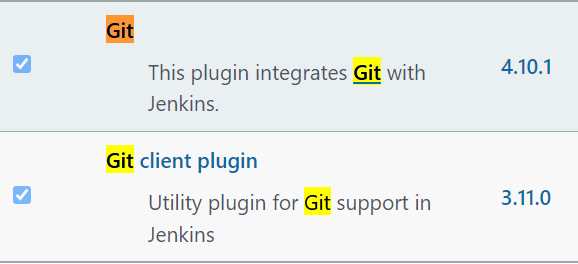 Git
This plugin integrates Git with
Jenkins.
4.10.1
Git client plugin
Utility plugin for Git support in
Jenkins
3.11.0